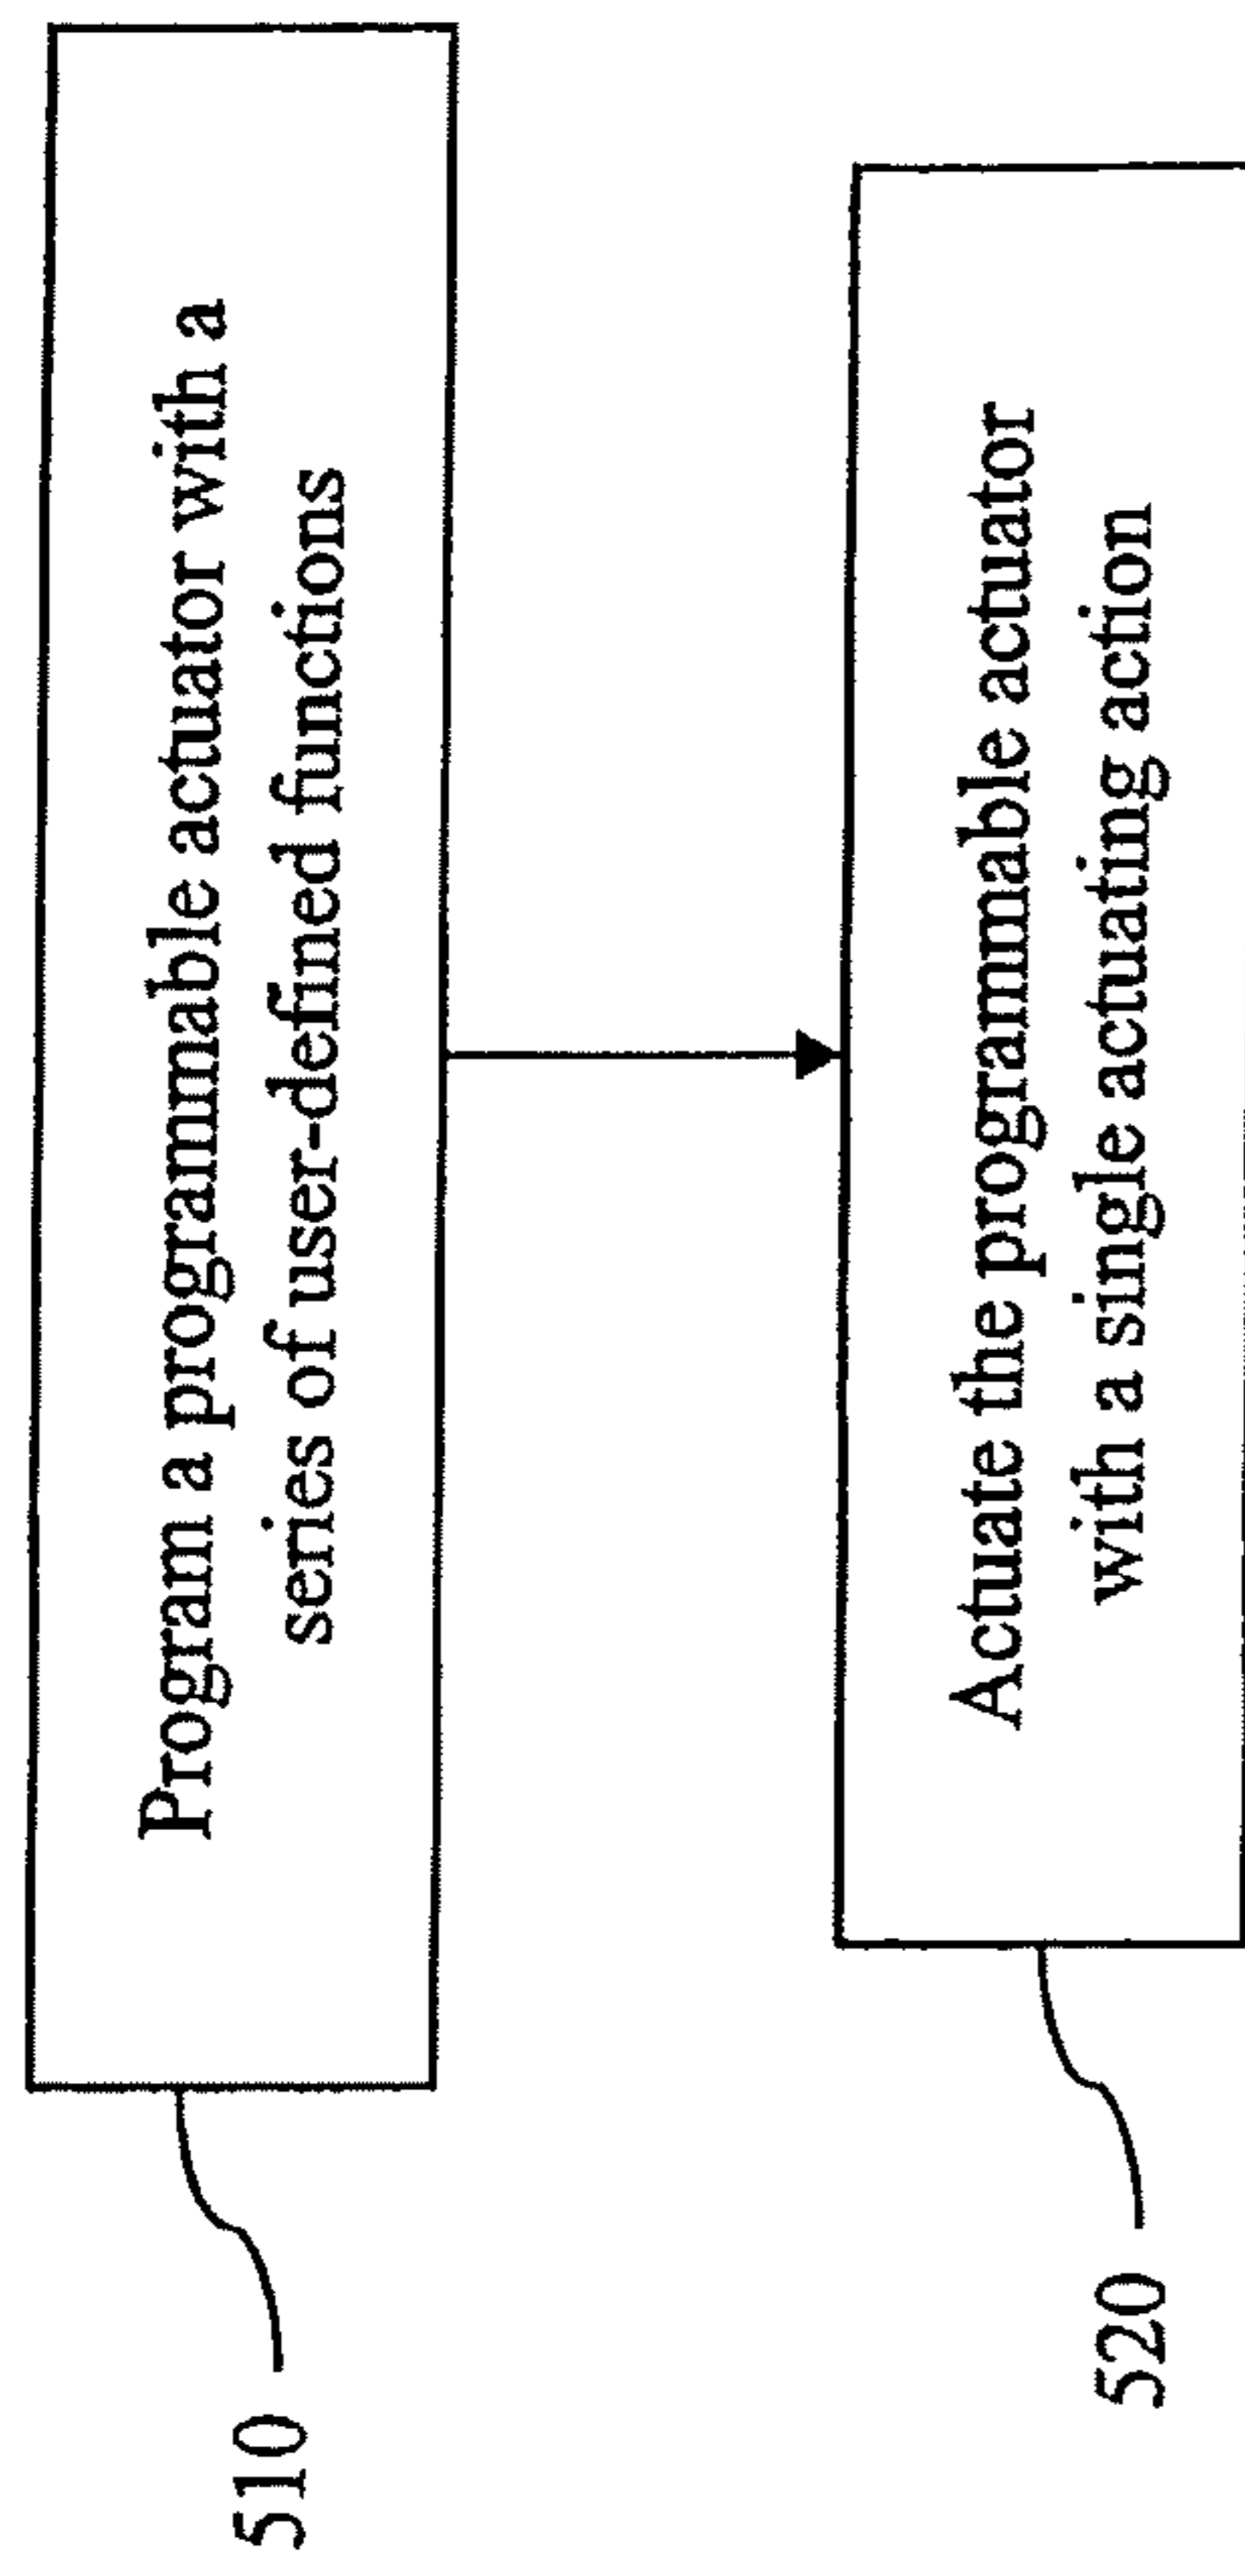 Program a programmable actuator with a
series of user-defined functions
510
Actuate the programmable actuator
with a single actuating action
520